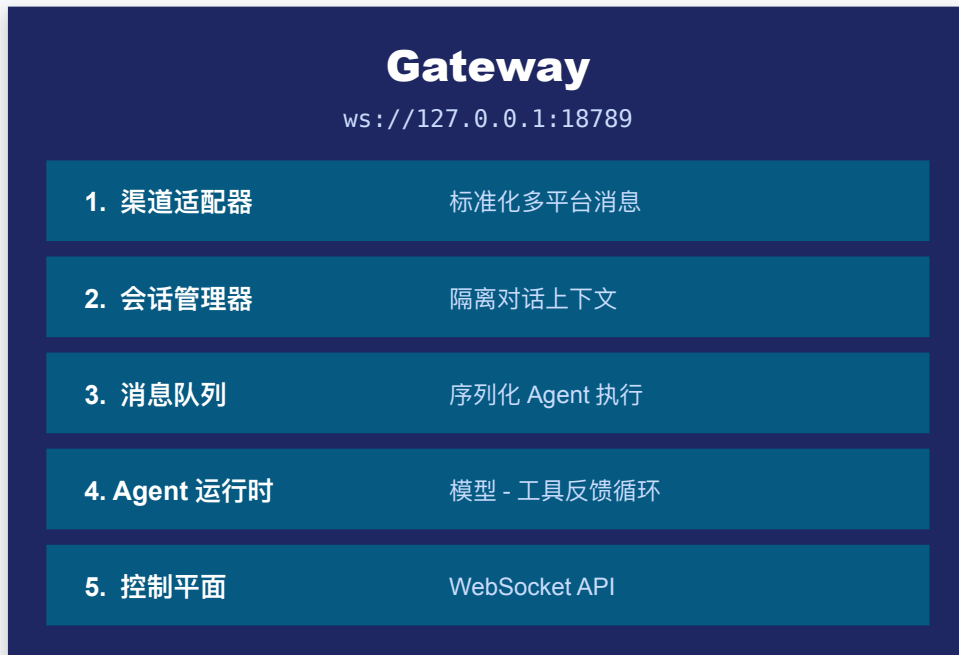 Gateway
ws://127.0.0.1:18789
1. 渠道适配器 标准化多平台消息
2. 会话管理器 隔离对话上下文
3. 消息队列 序列化 Agent 执行
4. Agent 运行时 模型 - 工具反馈循环
5. 控制平面 WebSocket API